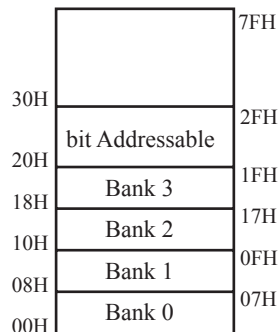 7FH
30H
2FH
bit Addressable
20H
1FH
Bank 3
18H
17H
Bank 2
10H
0FH
Bank 1
08H
07H
Bank 0
00H